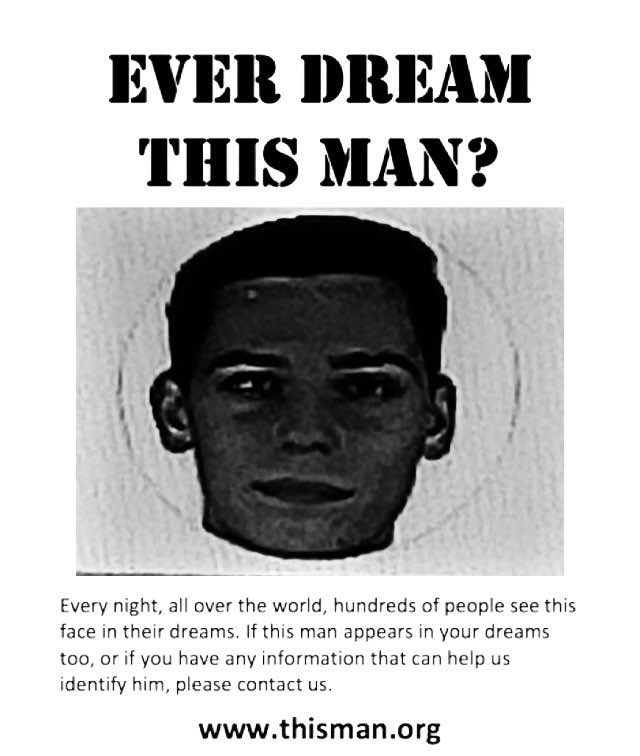 EVER DREAM
THIS MAN?
Every night, all over the world, hundreds of people see this
face in their dreams. If this man appears in your dreams
too, or if you have any information that can help us
identify him, please contact us.
www.thisman.org